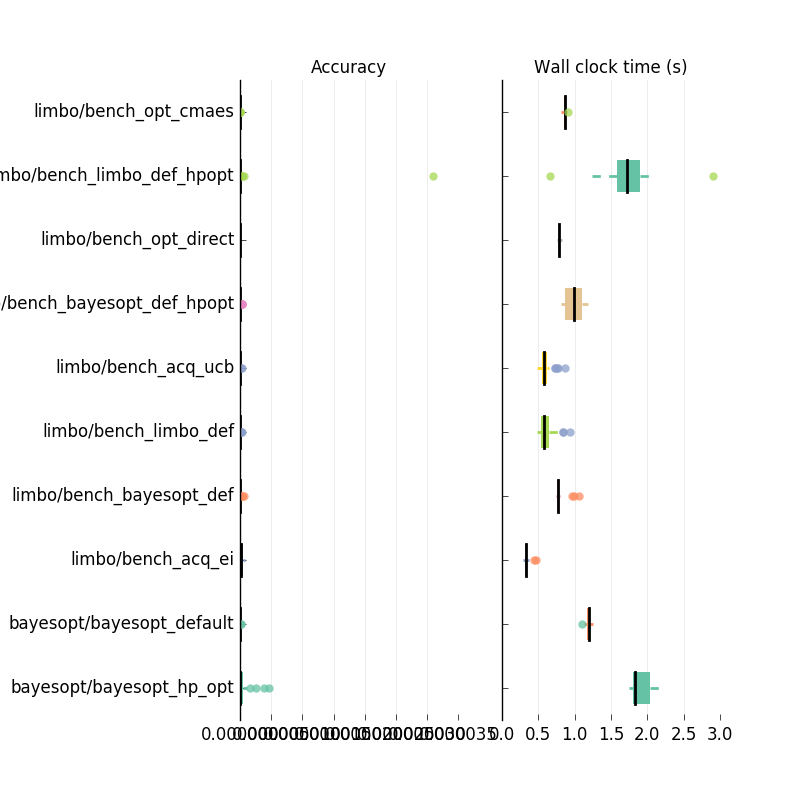 Accuracy
Wall clock time (s)
limbo/bench_opt_cmaes
mbo/bench_limbo_def_hpopt
limbo/bench_opt_direct
/bench_bayesopt_def_hpopt
limbo/bench_acq_ucb
limbo/bench_limbo_def
limbo/bench_bayesopt_def
limbo/bench_acq_ei
bayesopt/bayesopt_default
bayesopt/bayesopt_hp_opt
0.0 0.5 1.0 1.5 2.0 2.5 3.0